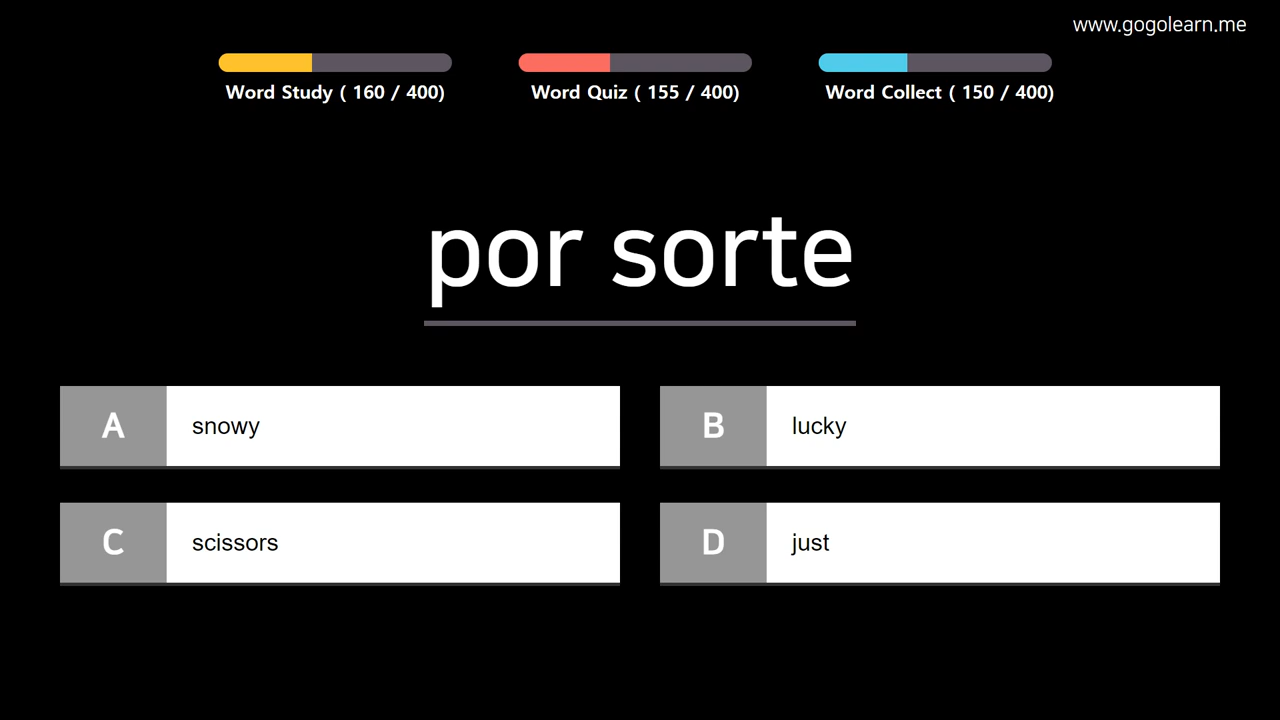 www.gogolearn.me
Word Study ( 160 / 400)
Word Quiz ( 155 / 400)
Word Collect ( 150 / 400)
por sorte
A snowy
B lucky
C scissors
D just